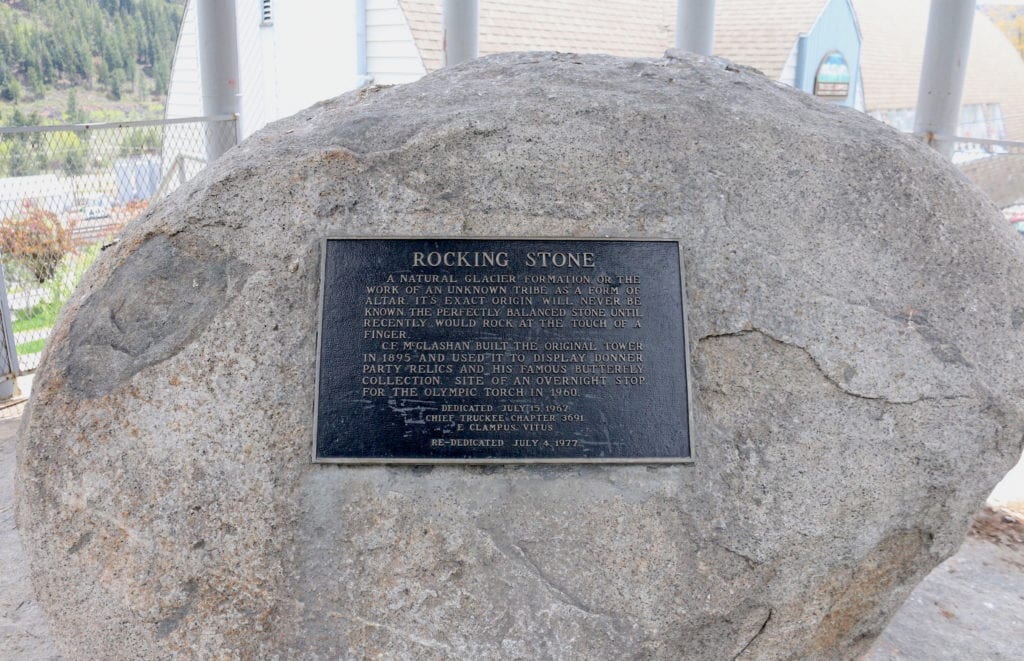 ROCKING STONE
A NATURAL GLACIER FORMATION OR THE
WORK OF AN UNKNOWN TRIBE AS A FORM OF
ALTAR. IT'S EXACT ORIGIN WILL NEVER BE
KNOWN. THE PERFECTLY BALANCED STONE UNTIL
RECENTLY WOULD ROCK AT THE TOUCH OF A
FINGER.
C.F. McGLASHAN BUILT THE ORIGINAL TOWER
IN 1895 AND USED IT TO DISPLAY DONNER
PARTY RELICS AND HIS FAMOUS BUTTERFLY
COLLECTION. SITE OF AN OVERNIGHT STOP
FOR THE OLYMPIC TORCH IN 1960.
DEDICATED JULY 15, 1962
CHIEF TRUCKEE CHAPTER 3691
E CLAMPUS VITUS
RE-DEDICATED JULY 4, 1977